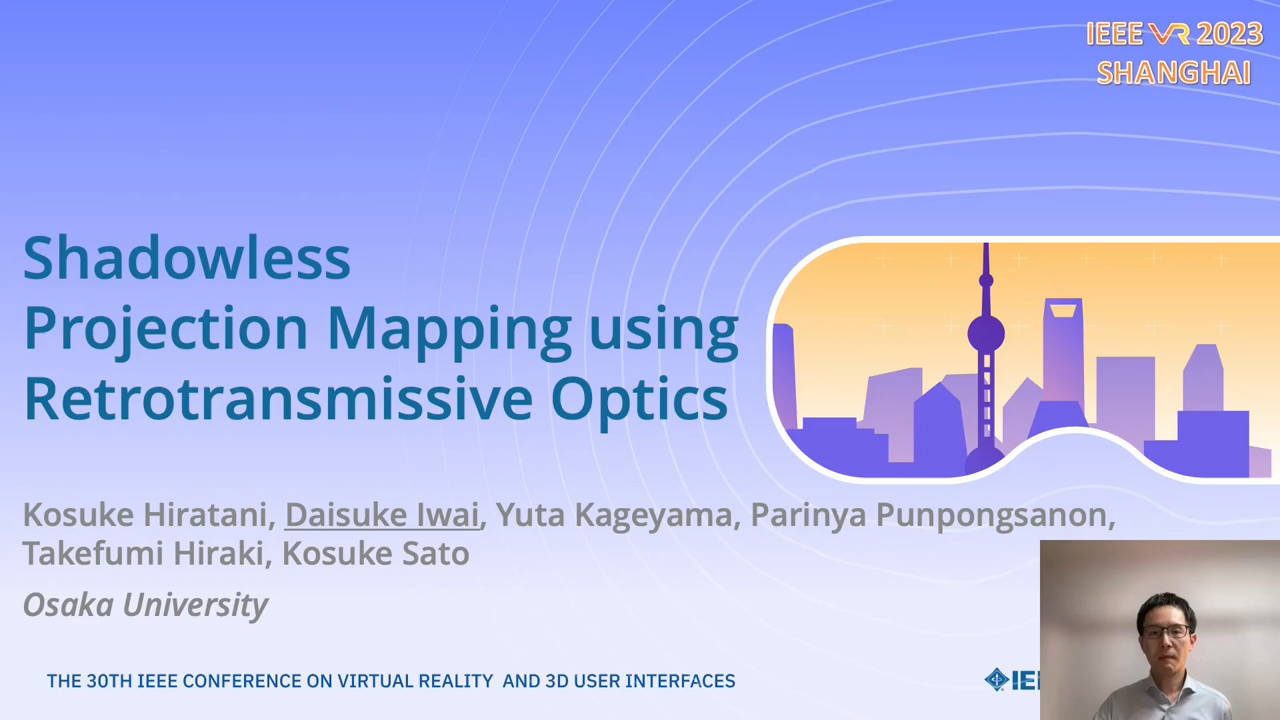 IEEE VR 2023
SHANGHAI
Shadowless
Projection Mapping using
Retrotransmissive Optics
Kosuke Hiratani, Daisuke Iwai, Yuta Kageyama, Parinya Punpongsanon,
Takefumi Hiraki, Kosuke Sato
Osaka University
THE 30TH IEEE CONFERENCE ON VIRTUAL REALITY AND 3D USER INTERFACES